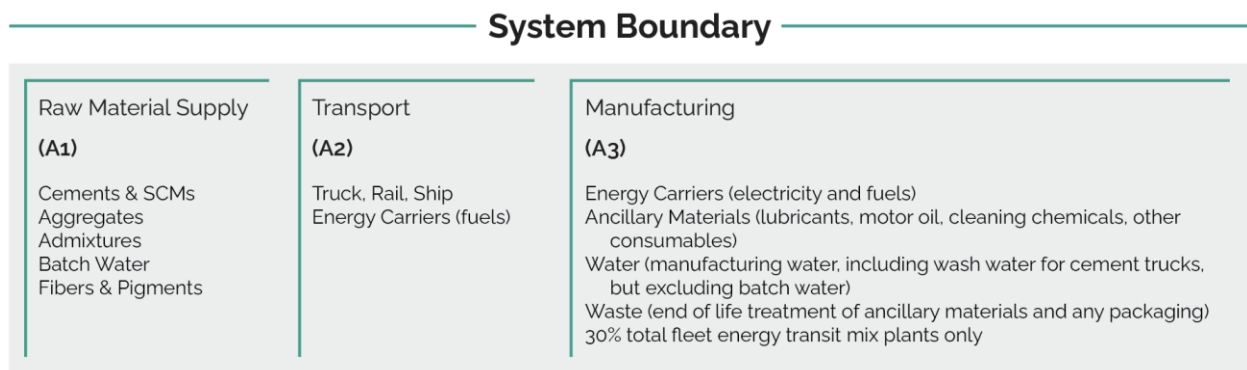 System Boundary
Raw Material Supply
(A1)
Cements & SCMs
Aggregates
Admixtures
Batch Water
Fibers & Pigments
Transport
(A2)
Truck, Rail, Ship
Energy Carriers (fuels)
Manufacturing
(A3)
Energy Carriers (electricity and fuels)
Ancillary Materials (lubricants, motor oil, cleaning chemicals, other
consumables)
Water (manufacturing water, including wash water for cement trucks,
but excluding batch water)
Waste (end of life treatment of ancillary materials and any packaging)
30% total fleet energy transit mix plants only